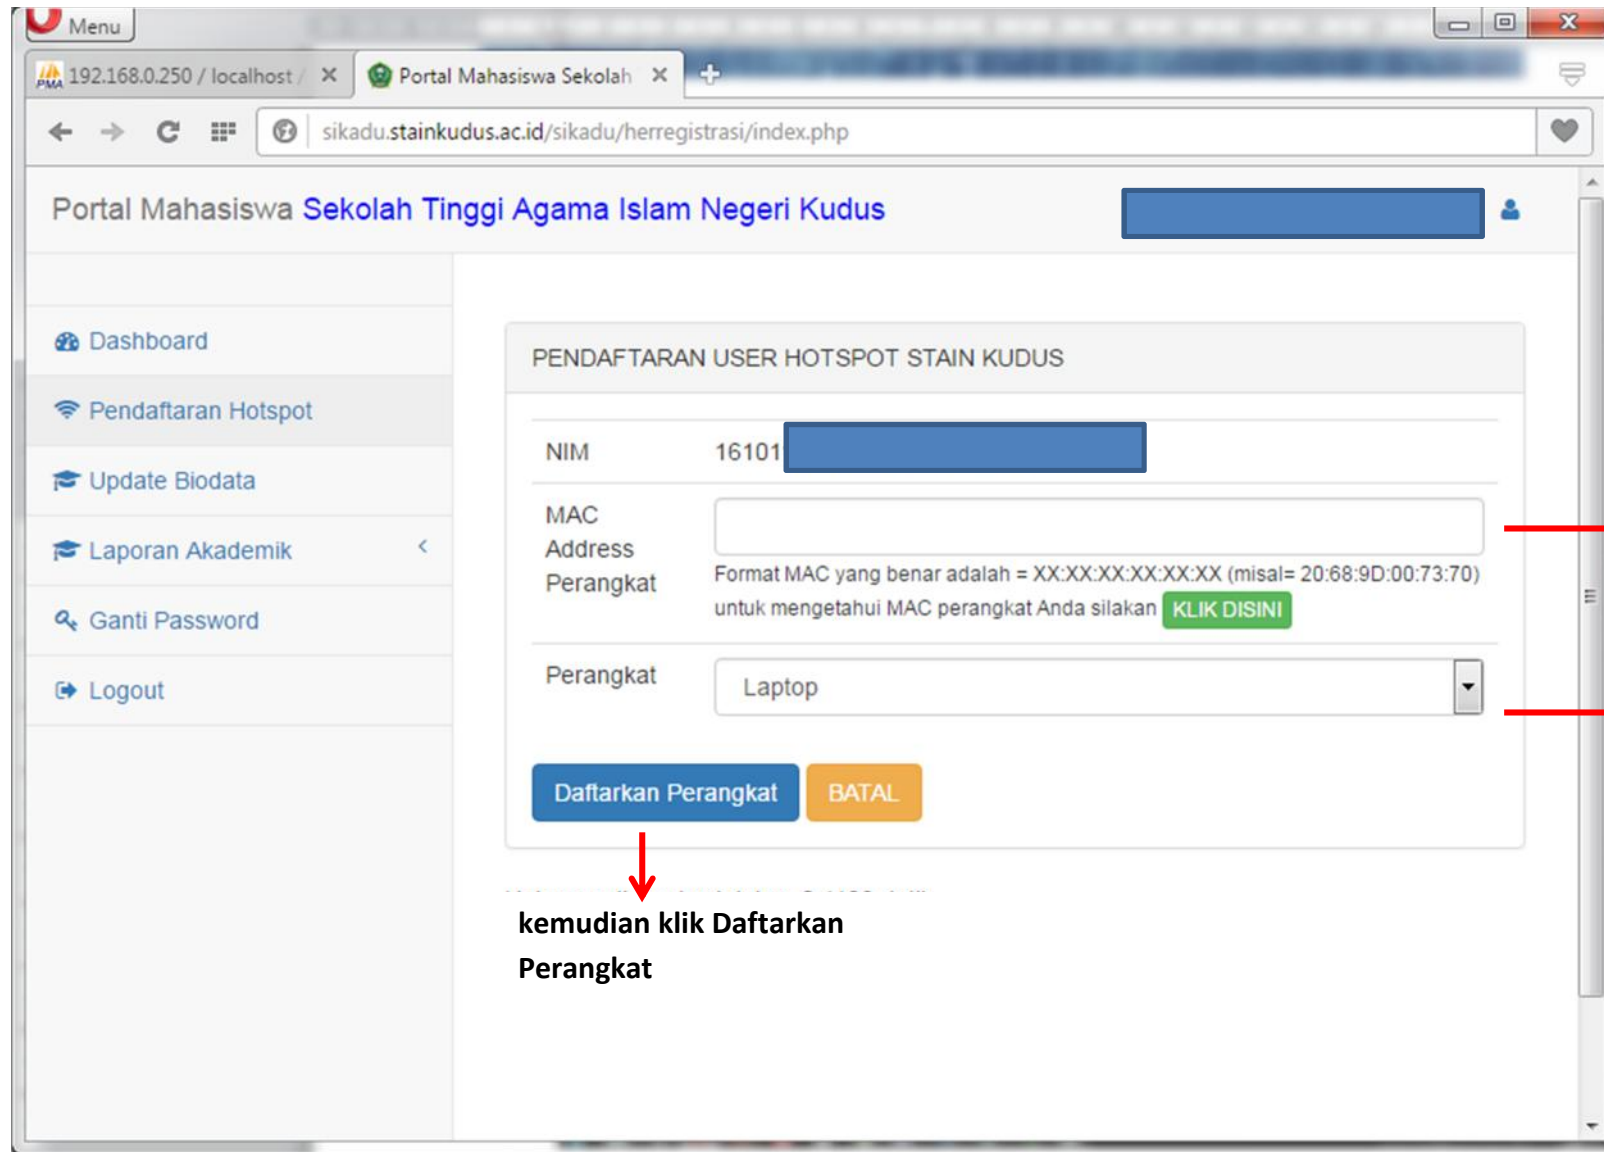 Menu
192.168.0.250 / localhost /
Portal Mahasiswa Sekolah
sikadu.stainkudus.ac.id/sikadu/herregistrasi/index.php
Portal Mahasiswa Sekolah Tinggi Agama Islam Negeri Kudus
Dashboard
Pendaftaran Hotspot
Update Biodata
Laporan Akademik
Ganti Password
Logout
PENDAFTARAN USER HOTSPOT STAIN KUDUS
NIM 16101
MAC
Address
Perangkat
Format MAC yang benar adalah = XX:XX:XX:XX:XX:XX (misal= 20:68:9D:00:73:70)
untuk mengetahui MAC perangkat Anda silakan KLIK DISINI
Perangkat Laptop
Daftarkan Perangkat BATAL
kemudian klik Daftarkan
Perangkat